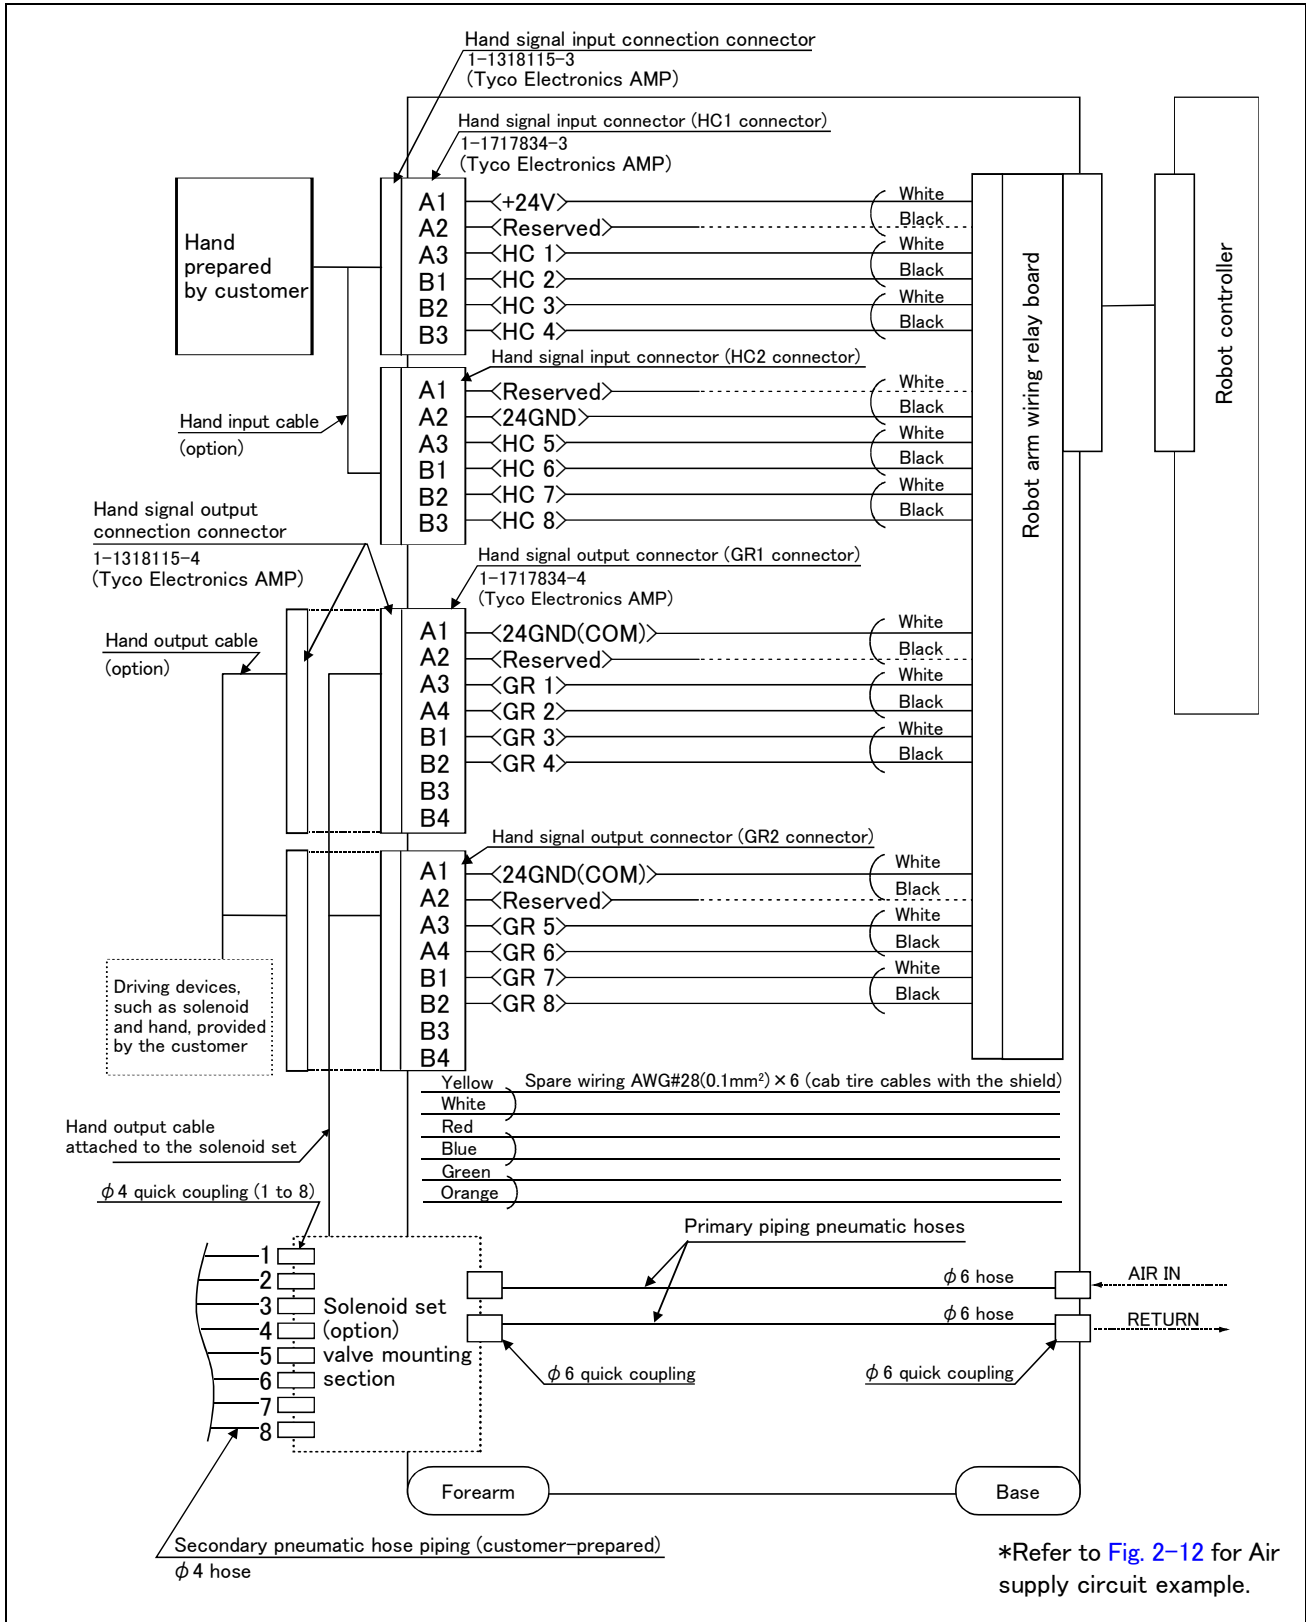 Hand signal input connection connector
1-1318115-3
(Tyco Electronics AMP)
Hand signal input connector (HC1 connector)
1-1717834-3
(Tyco Electronics AMP)
Hand
prepared
by customer
A1 <+24V> White
A2 <Reserved> Black
A3 <HC 1> White
B1 <HC 2> Black
B2 <HC 3> White
B3 <HC 4> Black
Robot arm wiring relay board
Robot controller
Hand signal input connector (HC2 connector)
A1 <Reserved> White
A2 <24GND> Black
A3 <HC 5> White
B1 <HC 6> Black
B2 <HC 7> White
B3 <HC 8> Black
Hand input cable
(option)
Hand signal output
connection connector
1-1318115-4
(Tyco Electronics AMP)
Hand signal output connector (GR1 connector)
1-1717834-4
(Tyco Electronics AMP)
Hand output cable
(option)
A1 <24GND(COM)> White
A2 <Reserved> Black
A3 <GR 1> White
A4 <GR 2> Black
B1 <GR 3> White
B2 <GR 4> Black
B3
B4
Hand signal output connector (GR2 connector)
A1 <24GND(COM)> White
A2 <Reserved> Black
A3 <GR 5> White
A4 <GR 6> Black
B1 <GR 7> White
B2 <GR 8> Black
B3
B4
Driving devices,
such as solenoid
and hand, provided
by the customer
Yellow Spare wiring AWG#28(0.1mm²)×6 (cab tire cables with the shield)
White
Red
Blue
Green
Orange
Hand output cable
attached to the solenoid set
φ4 quick coupling (1 to 8)
Primary piping pneumatic hoses
1
2
3
4
5
6
7
8
Solenoid set
(option)
valve mounting
section
φ6 hose
AIR IN
φ6 hose
RETURN
φ6 quick coupling
φ6 quick coupling
Forearm
Base
Secondary pneumatic hose piping (customer-prepared)
φ4 hose
*Refer to Fig. 2-12 for Air
supply circuit example.